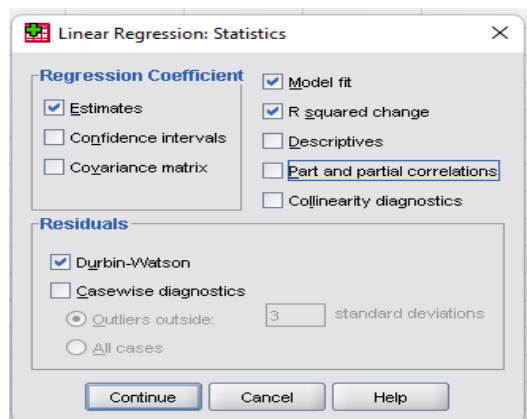 Linear Regression: Statistics
Regression Coefficient
Estimates
Confidence intervals
Covariance matrix
Model fit
R squared change
Descriptives
Part and partial correlations
Collinearity diagnostics
Residuals
Durbin-Watson
Casewise diagnostics
Outliers outside: 3 standard deviations
All cases
Continue Cancel Help